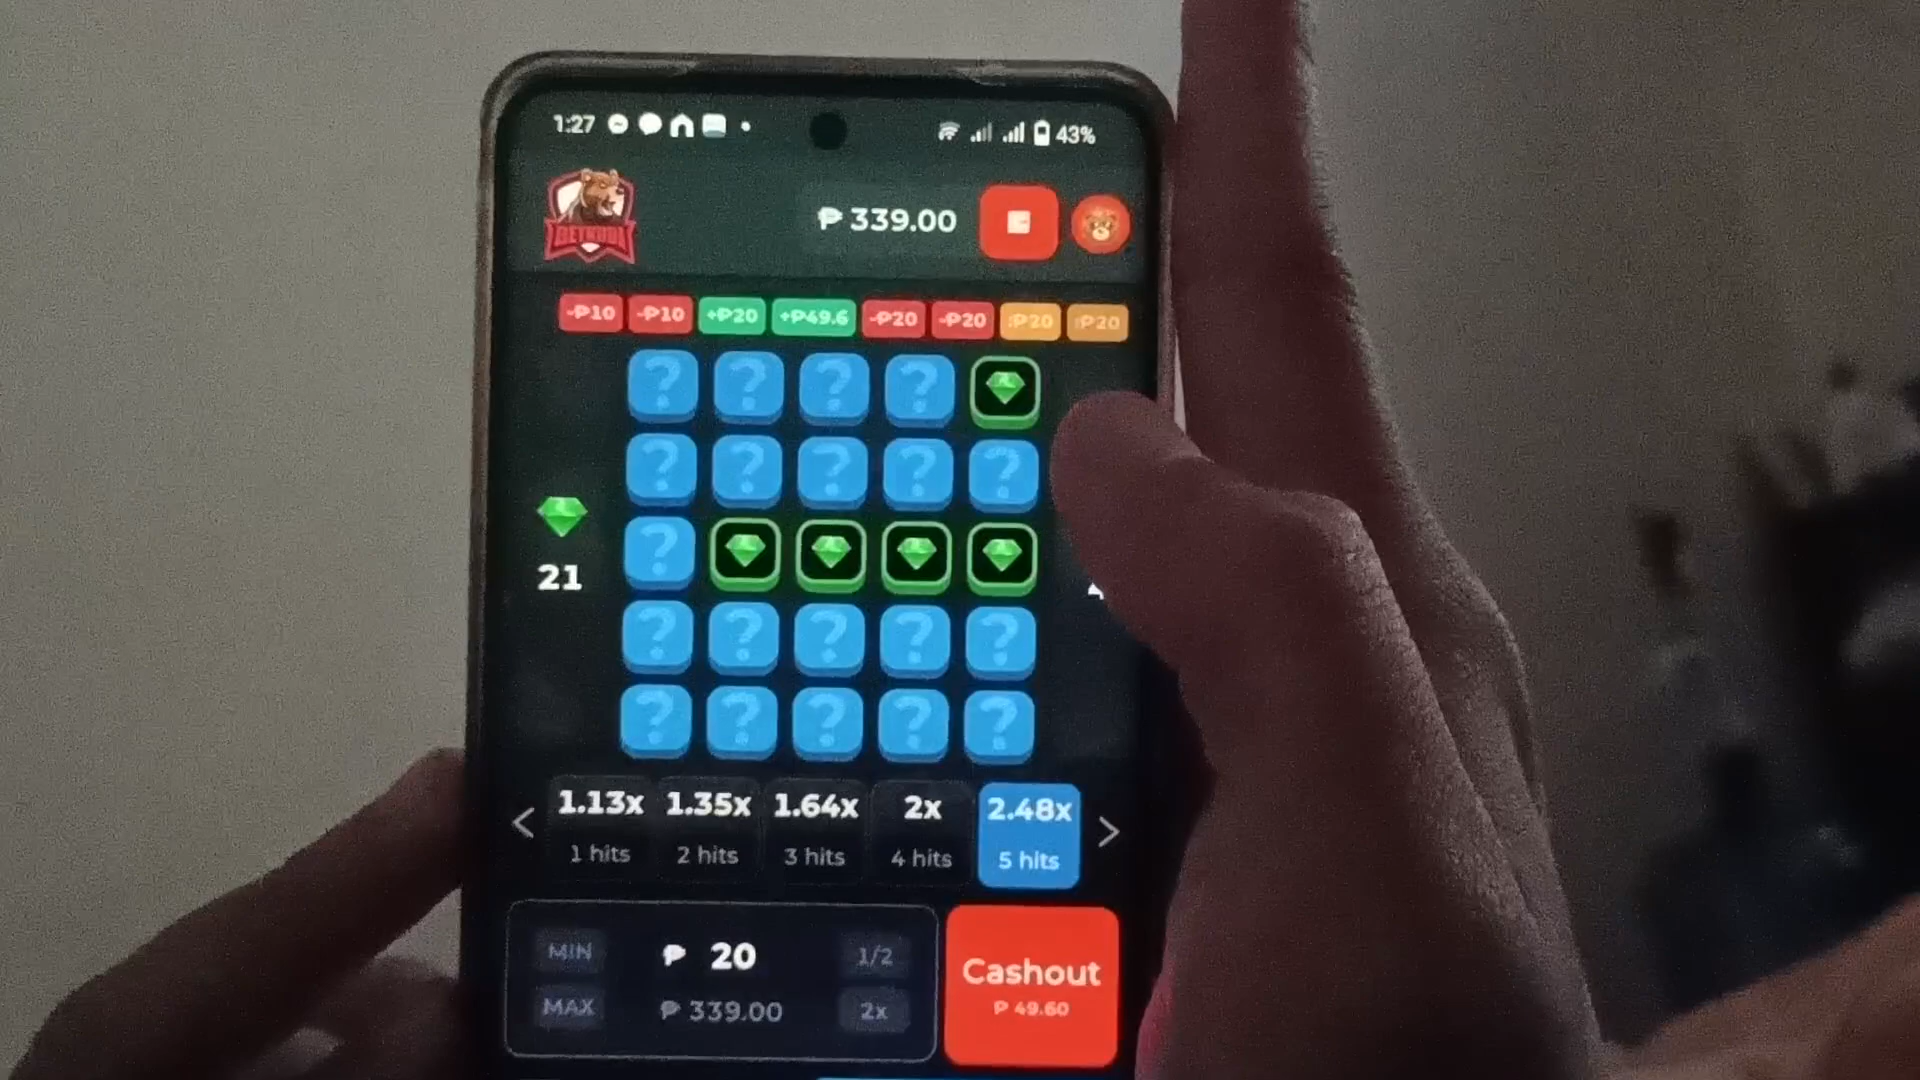 1:27 43%
₱ 339.00
-₱10 -₱10 +₱20 +₱49.6 -₱20 -₱20 ₱20 ₱20
? ? ? ?
? ? ? ? ?
?
21
? ? ? ? ?
? ? ? ? ?
< 1.13x 1.35x 1.64x 2x 2.48x >
1 hits 2 hits 3 hits 4 hits 5 hits
MIN ₱ 20 1/2
MAX ₱ 339.00 2x
Cashout
₱ 49.60